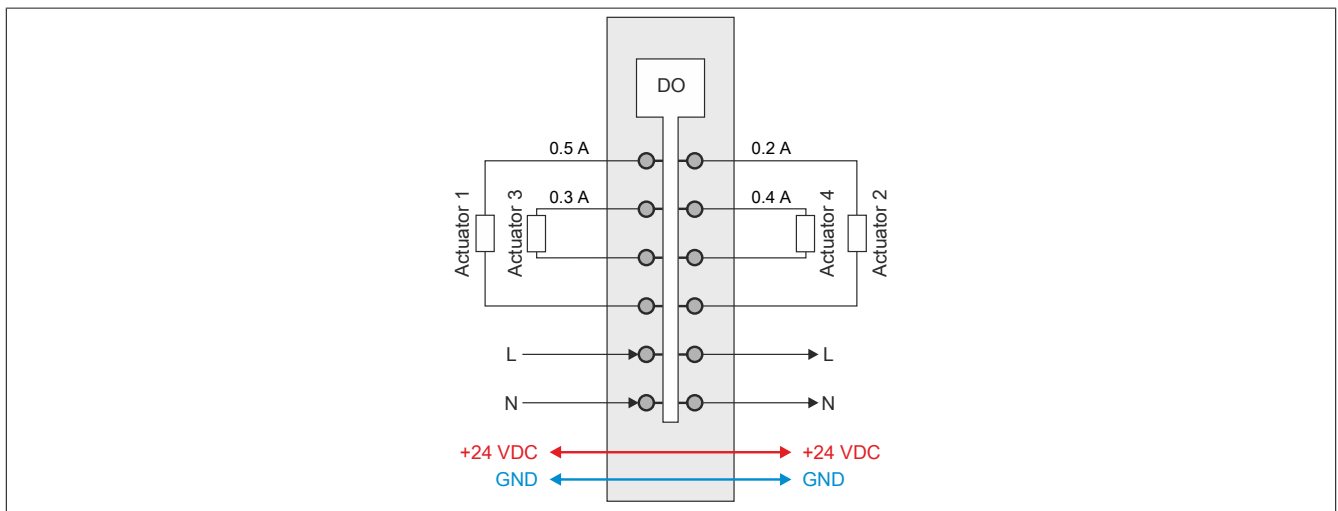 DO
0.5 A
0.2 A
0.3 A
0.4 A
Actuator 1
Actuator 3
Actuator 4
Actuator 2
L
L
N
N
+24 VDC
+24 VDC
GND
GND